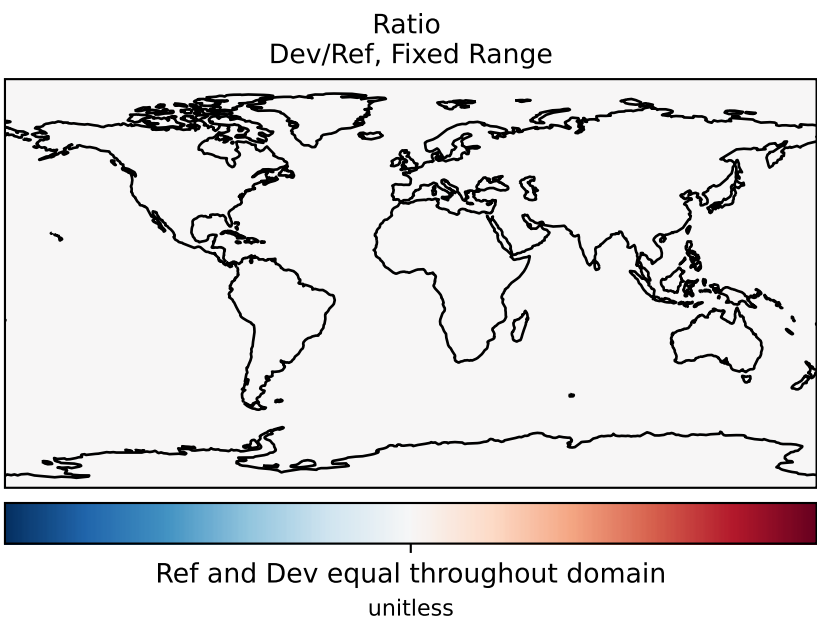 Ratio
Dev/Ref, Fixed Range
Ref and Dev equal throughout domain
unitless